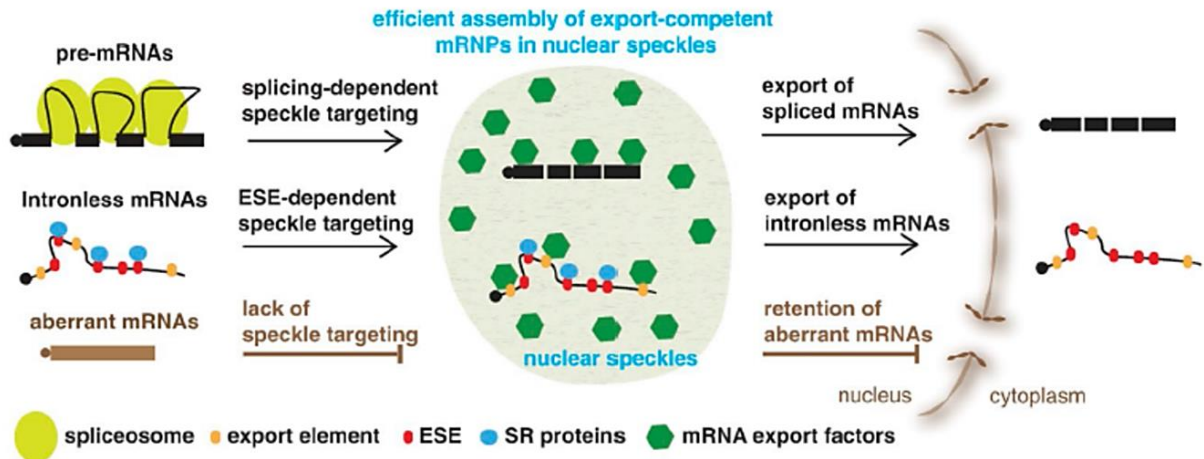 efficient assembly of export-competent
mRNPs in nuclear speckles
pre-mRNAs
splicing-dependent
speckle targeting
export of
spliced mRNAs
Intronless mRNAs
ESE-dependent
speckle targeting
export of
intronless mRNAs
aberrant mRNAs
lack of
speckle targeting
retention of
aberrant mRNAs
nuclear speckles
nucleus
cytoplasm
spliceosome
export element
ESE
SR proteins
mRNA export factors